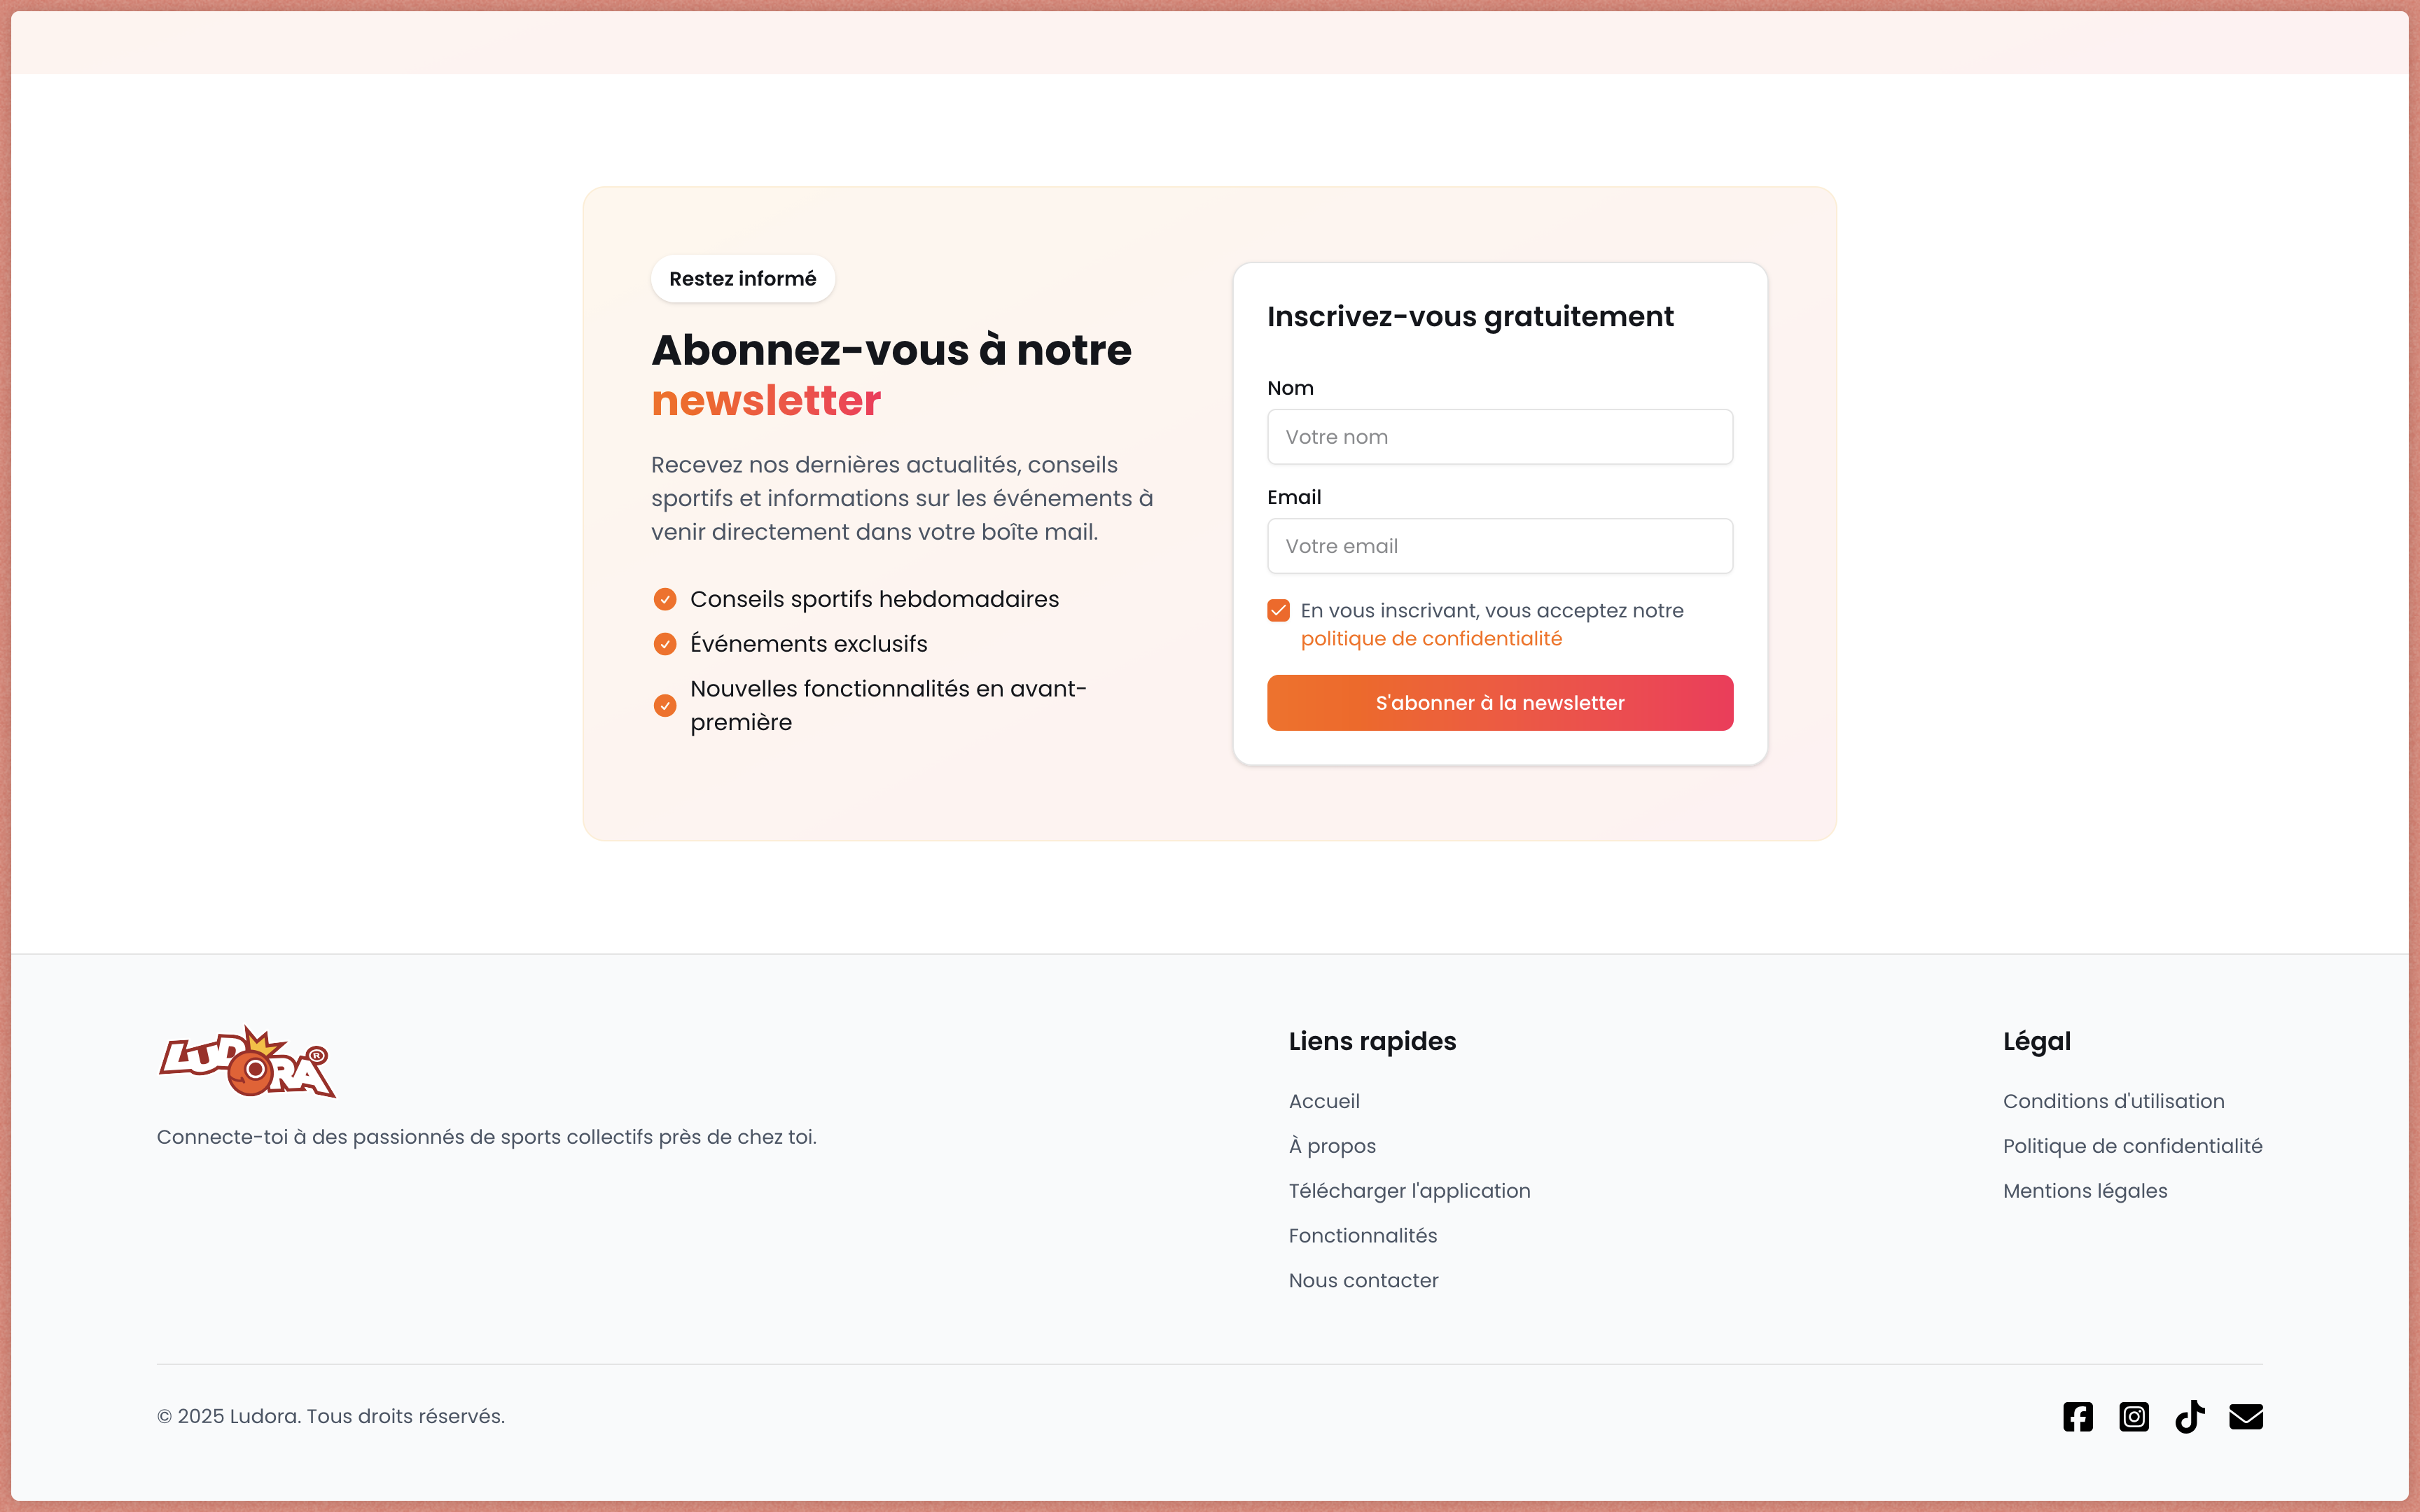 Restez informé
Abonnez-vous à notre
newsletter
Recevez nos dernières actualités, conseils
sportifs et informations sur les événements à
venir directement dans votre boîte mail.
Conseils sportifs hebdomadaires
Événements exclusifs
Nouvelles fonctionnalités en avant-
première
Inscrivez-vous gratuitement
Nom
Votre nom
Email
Votre email
En vous inscrivant, vous acceptez notre
politique de confidentialité
S'abonner à la newsletter
LUDORA®
Connecte-toi à des passionnés de sports collectifs près de chez toi.
Liens rapides
Accueil
À propos
Télécharger l'application
Fonctionnalités
Nous contacter
Légal
Conditions d'utilisation
Politique de confidentialité
Mentions légales
© 2025 Ludora. Tous droits réservés.